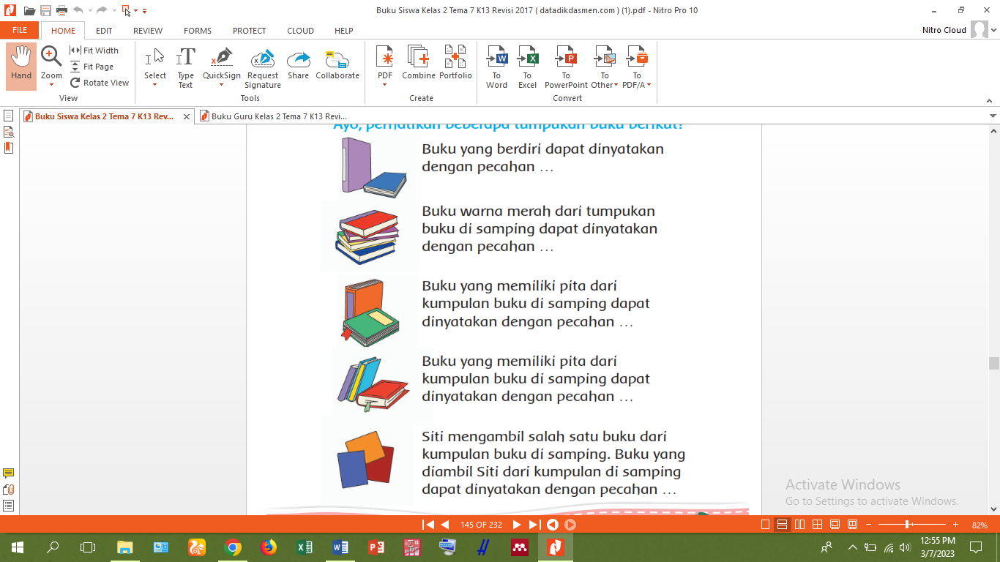 Buku Siswa Kelas 2 Tema 7 K13 Revisi 2017 ( datadikdasmen.com ) (1).pdf - Nitro Pro 10
FILE HOME EDIT REVIEW FORMS PROTECT CLOUD HELP
Nitro Cloud
Hand
Zoom
Fit Width
Fit Page
Rotate View
View
Select
Type Text
QuickSign
Request Signature
Share
Collaborate
Tools
PDF
Combine
Portfolio
Create
To Word
To Excel
To PowerPoint
To Other
To PDF/A
Convert
Buku Siswa Kelas 2 Tema 7 K13 Rev...
Buku Guru Kelas 2 Tema 7 K13 Revi...
Ayo, perhatikan beberapa tumpukan buku berikut!
Buku yang berdiri dapat dinyatakan
dengan pecahan …
Buku warna merah dari tumpukan
buku di samping dapat dinyatakan
dengan pecahan …
Buku yang memiliki pita dari
kumpulan buku di samping dapat
dinyatakan dengan pecahan …
Buku yang memiliki pita dari
kumpulan buku di samping dapat
dinyatakan dengan pecahan …
Siti mengambil salah satu buku dari
kumpulan buku di samping. Buku yang
diambil Siti dari kumpulan di samping
dapat dinyatakan dengan pecahan …
Activate Windows
Go to Settings to activate Windows.
145 OF 232
82%
12:55 PM
3/7/2023